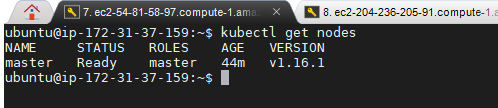 7. ec2-54-81-58-97.compute-1.ama
8. ec2-204-236-205-91.compute-1.a
ubuntu@ip-172-31-37-159:~$ kubectl get nodes
NAME STATUS ROLES AGE VERSION
master Ready master 44m v1.16.1
ubuntu@ip-172-31-37-159:~$